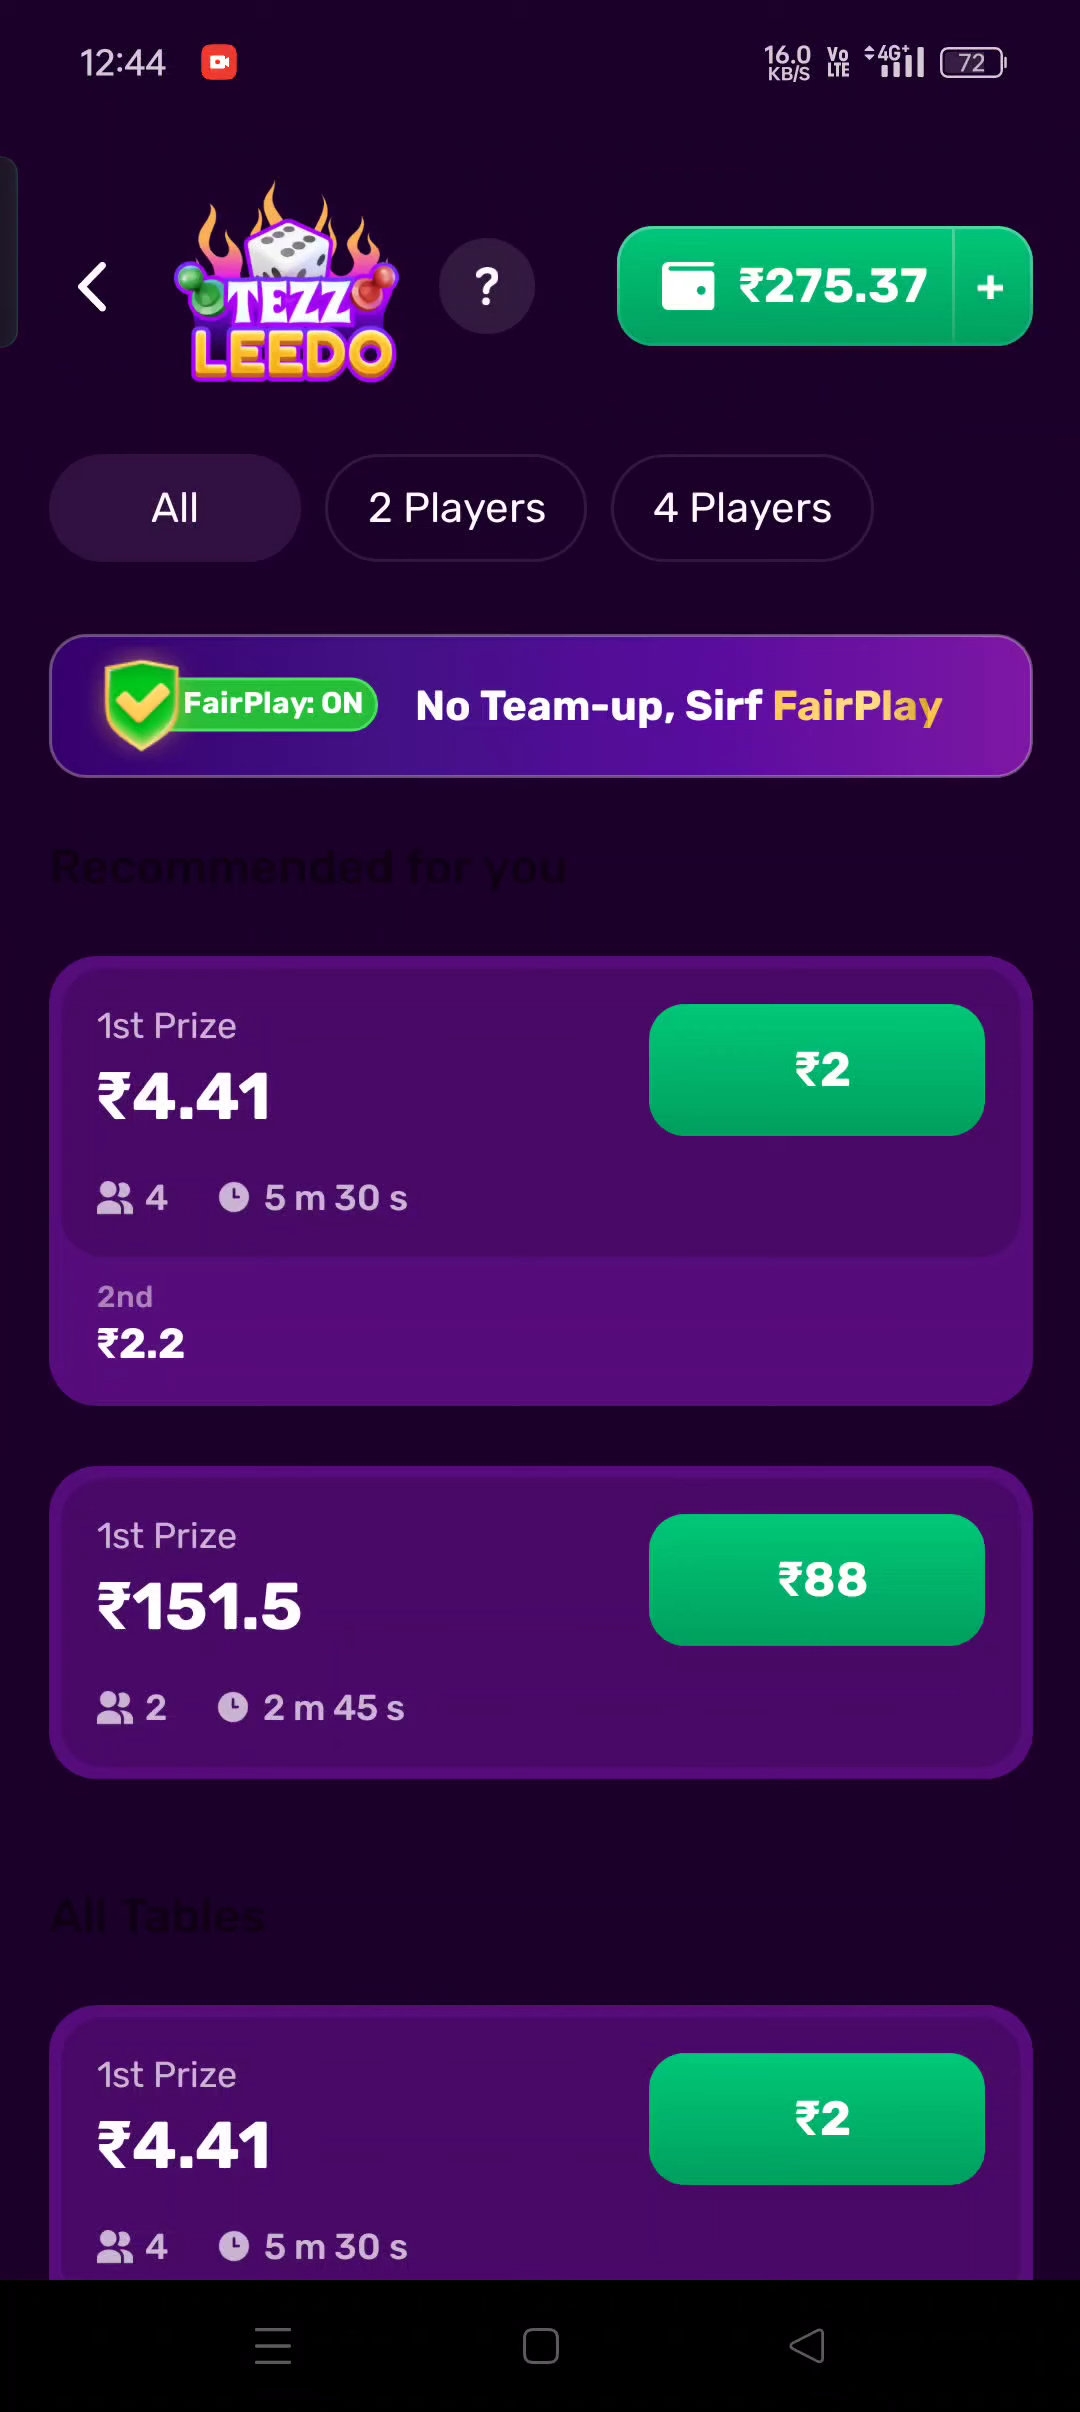 12:44
16.0 KB/S Vo LTE 4G+ 72
TEZZ
LEEDO
?
₹275.37 +
All
2 Players
4 Players
FairPlay: ON
No Team-up, Sirf FairPlay
Recommended for you
1st Prize
₹4.41
₹2
4
5 m 30 s
2nd
₹2.2
1st Prize
₹151.5
₹88
2
2 m 45 s
All Tables
1st Prize
₹4.41
₹2
4
5 m 30 s